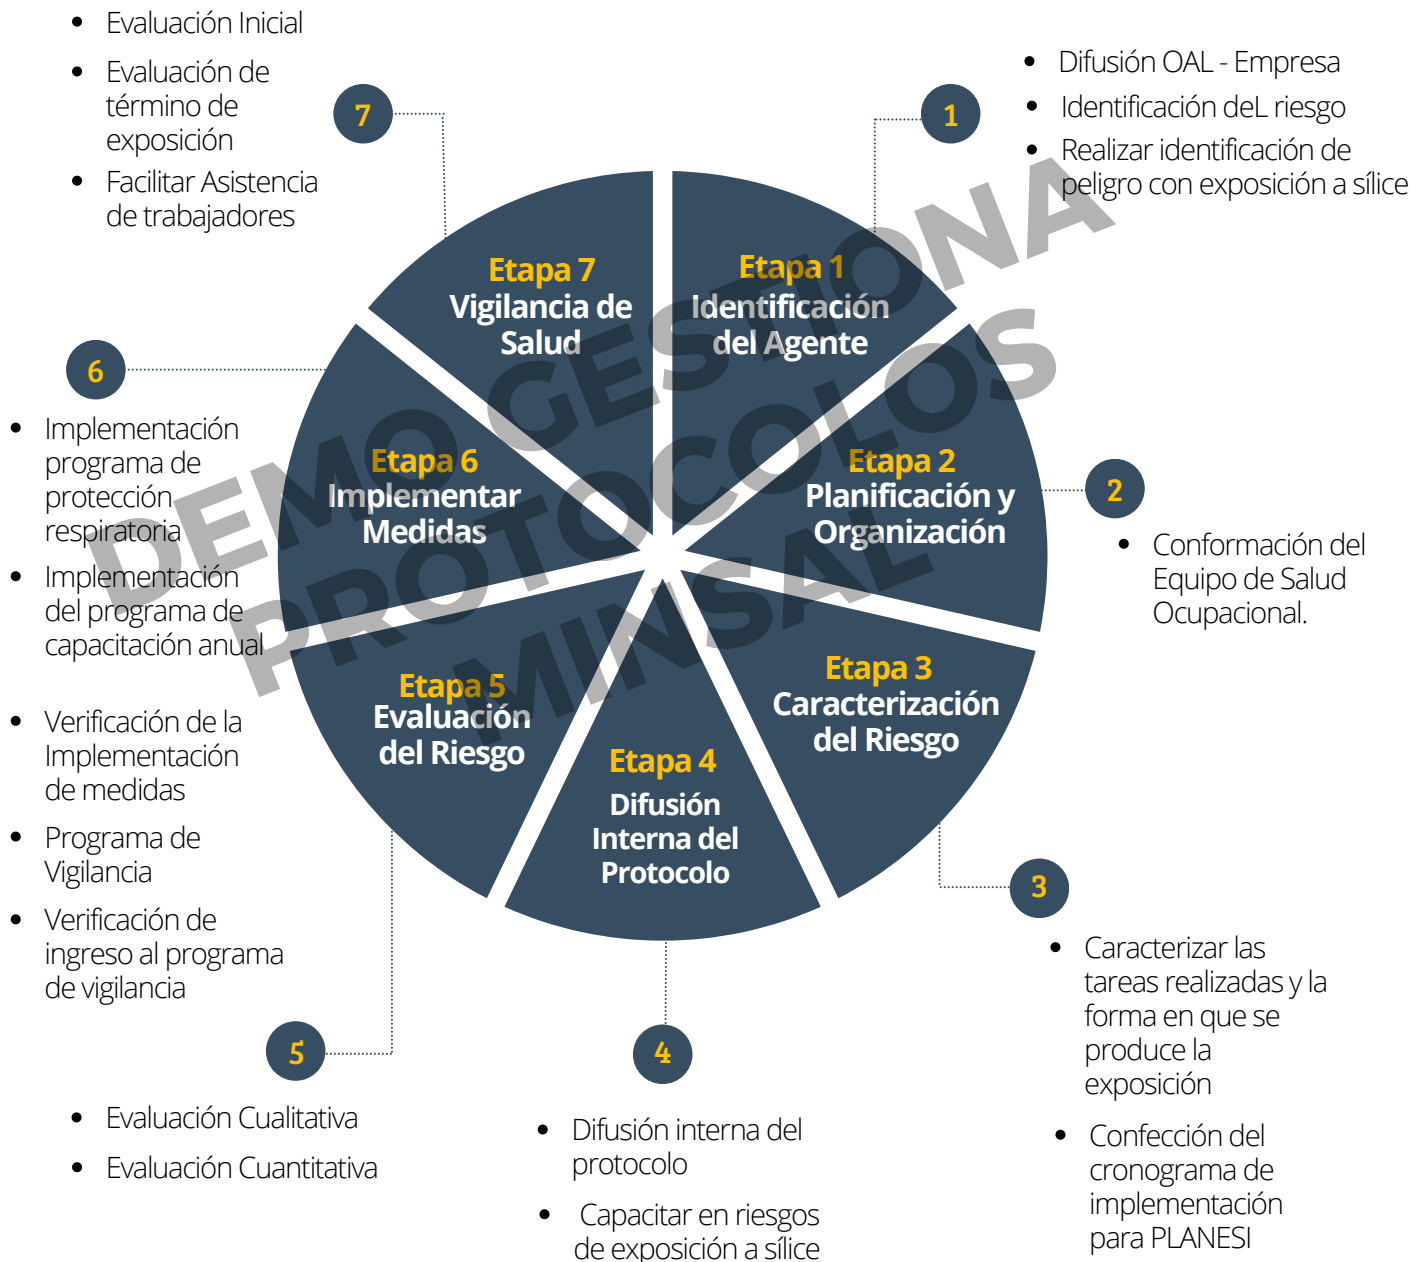 1
• Difusión OAL - Empresa
• Identificación deL riesgo
• Realizar identificación de
peligro con exposición a sílice
Etapa 1
Identificación
del Agente
2
• Conformación del
Equipo de Salud
Ocupacional.
Etapa 2
Planificación y
Organización
3
• Caracterizar las
tareas realizadas y la
forma en que se
produce la
exposición
• Confección del
cronograma de
implementación
para PLANESI
Etapa 3
Caracterización
del Riesgo
4
• Difusión interna del
protocolo
• Capacitar en riesgos
de exposición a sílice
Etapa 4
Difusión
Interna del
Protocolo
5
• Evaluación Cualitativa
• Evaluación Cuantitativa
Etapa 5
Evaluación
del Riesgo
6
• Implementación
programa de
protección
respiratoria
• Implementación
del programa de
capacitación anual
• Verificación de la
Implementación
de medidas
• Programa de
Vigilancia
• Verificación de
ingreso al programa
de vigilancia
Etapa 6
Implementar
Medidas
7
• Evaluación Inicial
• Evaluación de
término de
exposición
• Facilitar Asistencia
de trabajadores
Etapa 7
Vigilancia de
Salud
DEMO GESTIONA
PROTOCOLOS
MINSAL